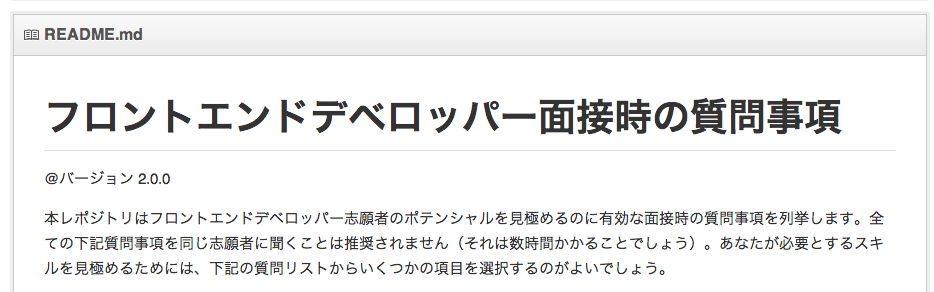 README.md
フロントエンドデベロッパー面接時の質問事項
@バージョン 2.0.0
本レポジトリはフロントエンドデベロッパー志願者のポテンシャルを見極めるのに有効な面接時の質問事項を列挙します。全
ての下記質問事項を同じ志願者に聞くことは推奨されません（それは数時間かかることでしょう）。あなたが必要とするスキ
ルを見極めるためには、下記の質問リストからいくつかの項目を選択するのがよいでしょう。